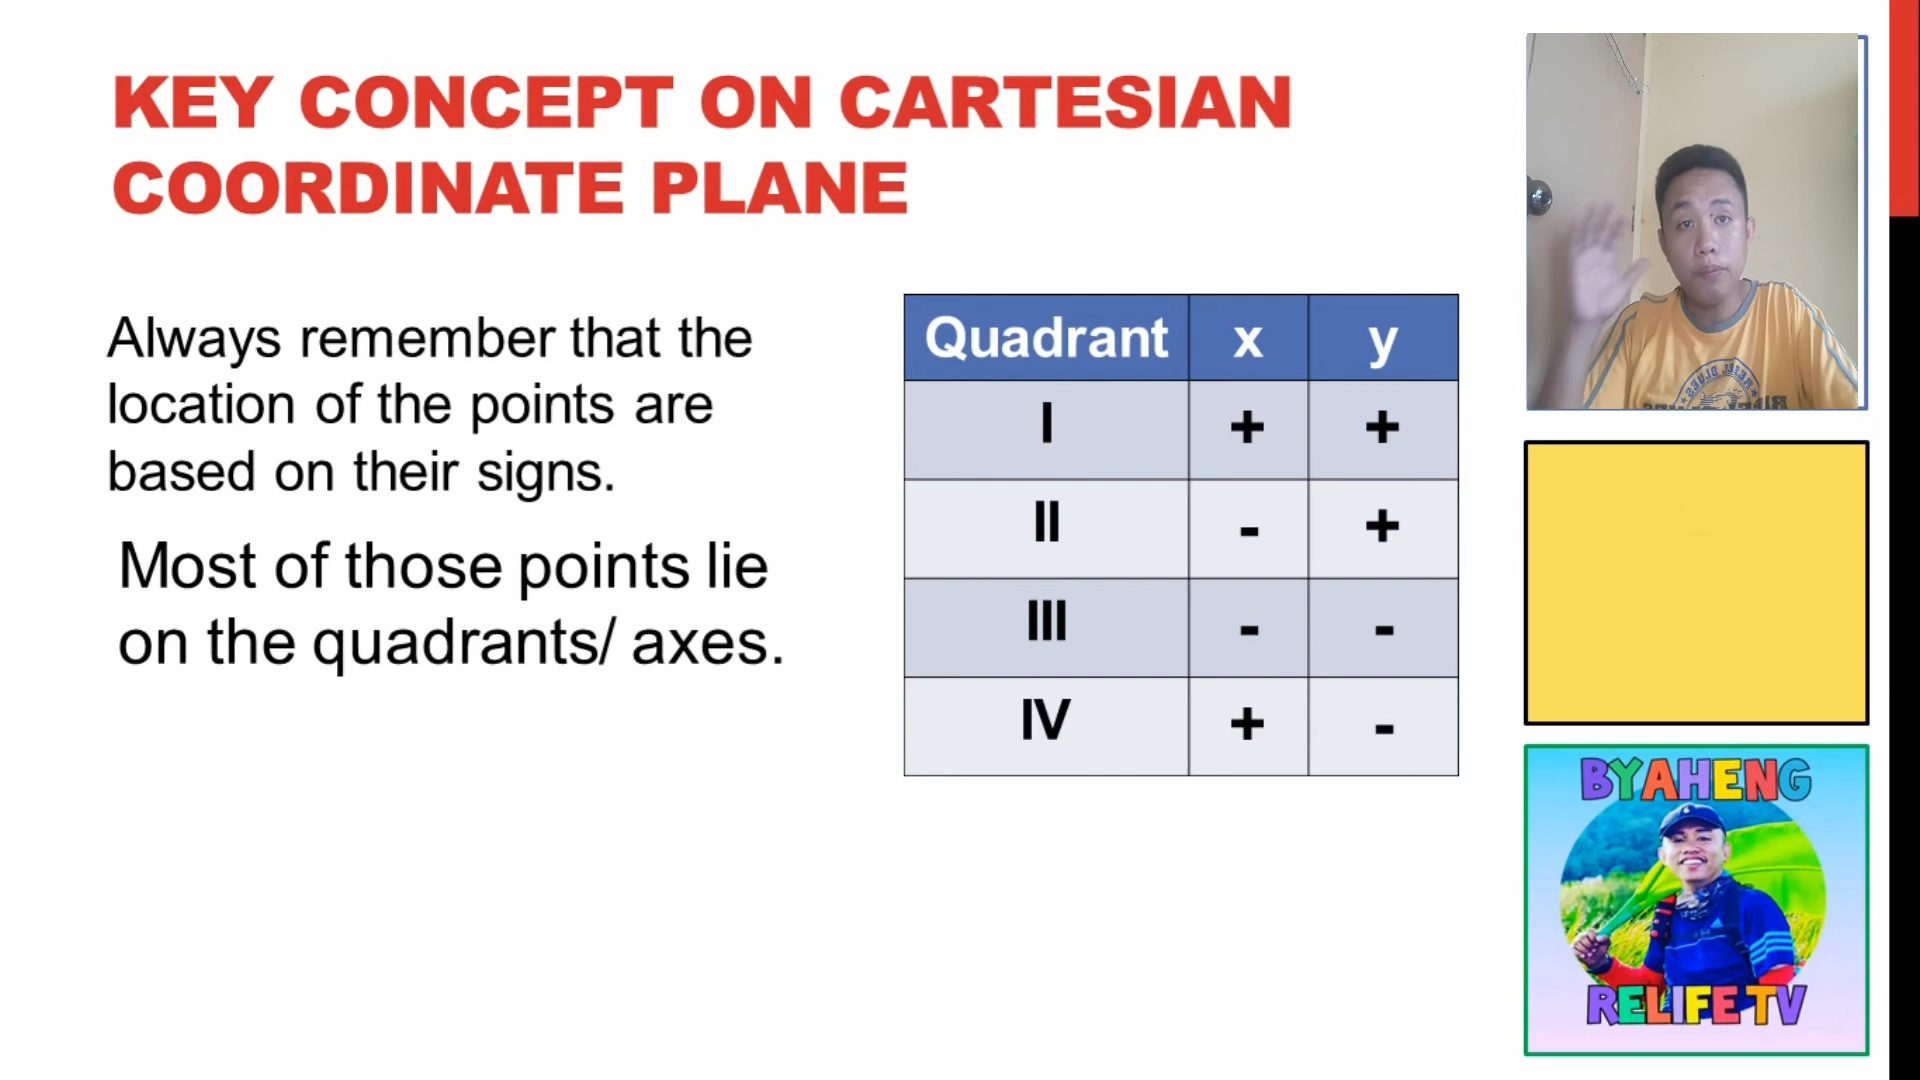 KEY CONCEPT ON CARTESIAN
COORDINATE PLANE
Always remember that the
location of the points are
based on their signs.
Most of those points lie
on the quadrants/ axes.
Quadrant x y
I + +
II - +
III - -
IV + -
BYAHENG
RELIFE TV